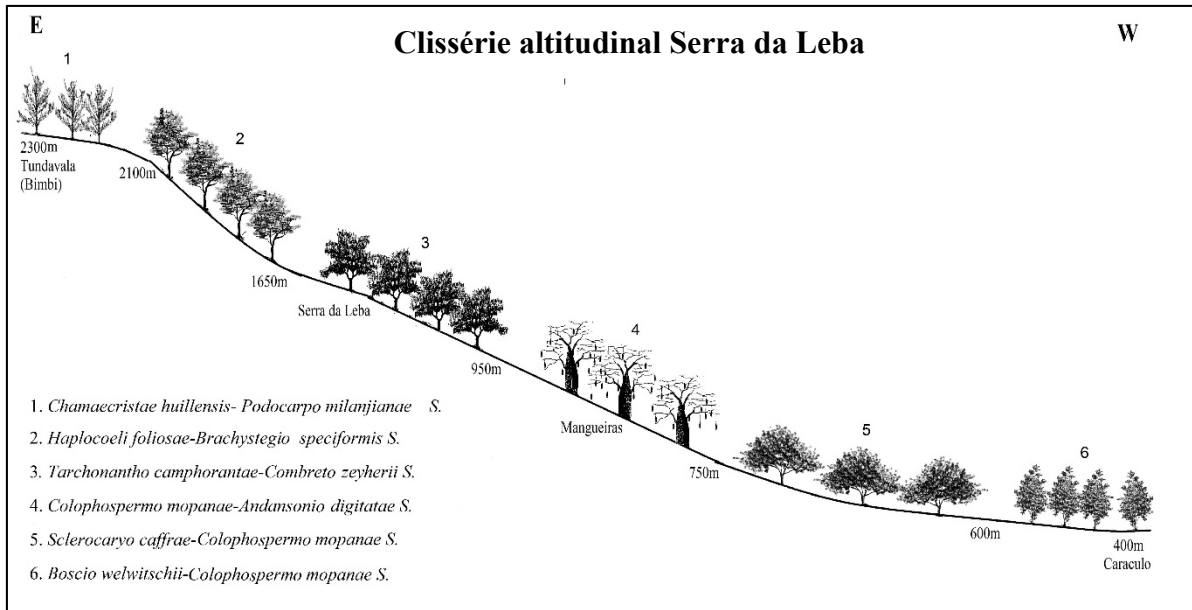 E
Clissérie altitudinal Serra da Leba
W
1
2300m
Tundavala
(Bimbi)
2100m
2
1650m
Serra da Leba
3
950m
Mangueiras
4
750m
5
600m
6
400m
Caraculo
1. Chamaecristae huillensis- Podocarpo milanjianae S.
2. Haplocoeli foliosae-Brachystegio speciformis S.
3. Tarchonantho camphorantae-Combreto zeyherii S.
4. Colophospermo mopanae-Andansonio digitatae S.
5. Sclerocaryo caffrae-Colophospermo mopanae S.
6. Boscio welwitschii-Colophospermo mopanae S.